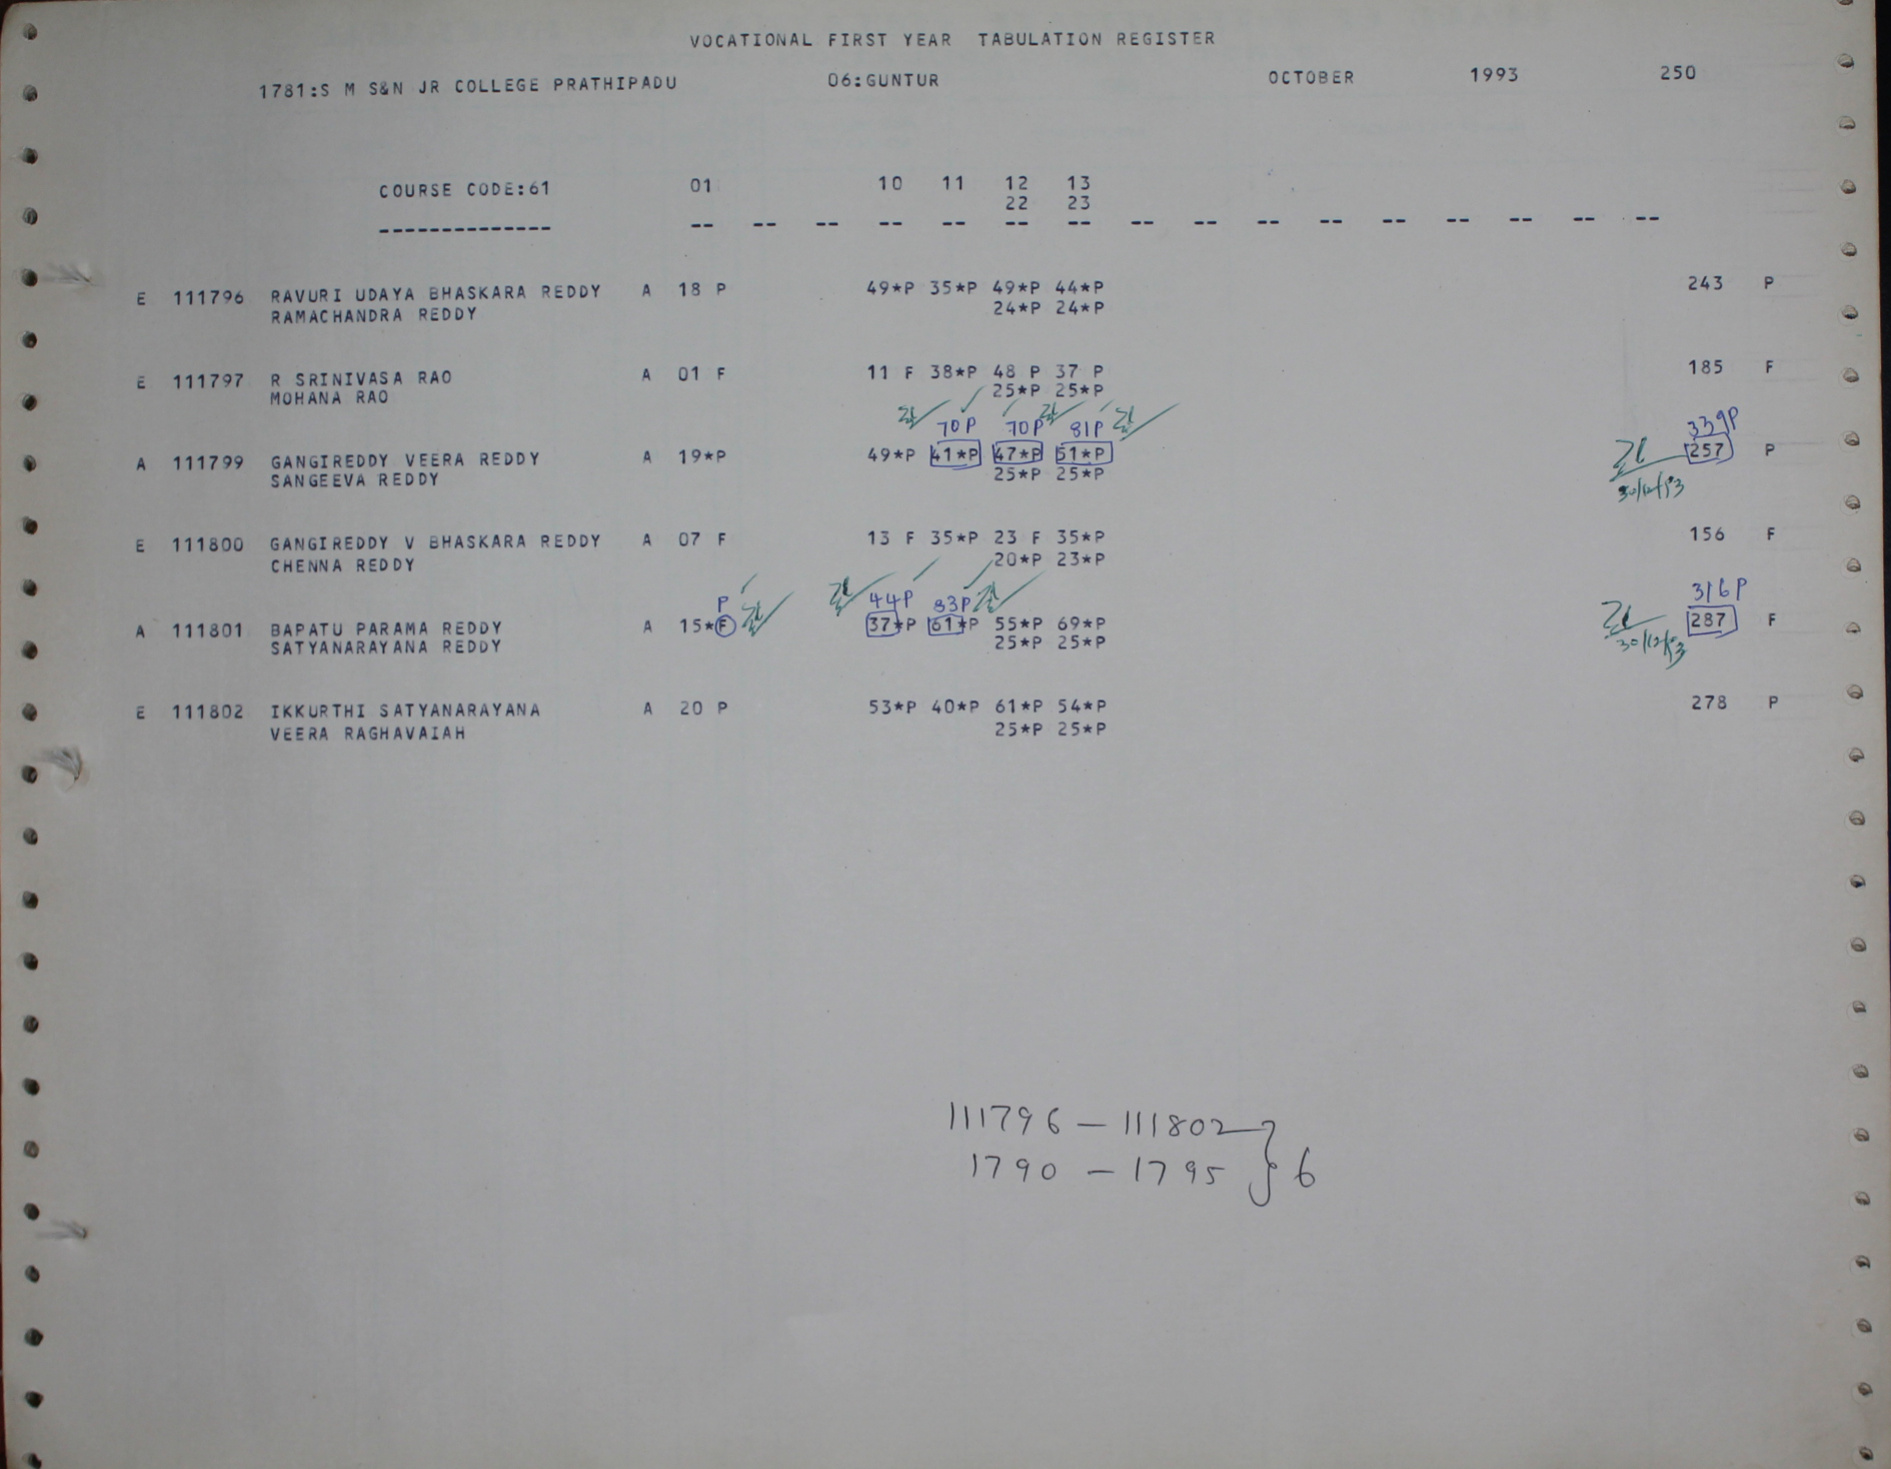 VOCATIONAL FIRST YEAR TABULATION REGISTER
1781:S M S&N JR COLLEGE PRATHIPADU 06:GUNTUR OCTOBER 1993 250
COURSE CODE:61 01 10 11 12 13
22 23
-------------- -- -- -- -- -- -- -- -- -- -- -- -- -- -- -- --
E 111796 RAVURI UDAYA BHASKARA REDDY A 18 P 49*P 35*P 49*P 44*P 243 P
RAMACHANDRA REDDY 24*P 24*P
E 111797 R SRINIVASA RAO A 01 F 11 F 38*P 48 P 37 P 185 F
MOHANA RAO 25*P 25*P
70P 70P 81P 339P
A 111799 GANGIREDDY VEERA REDDY A 19*P 49*P 41*P 47*P 51*P 257 P
SANGEEVA REDDY 25*P 25*P
30/12/93
E 111800 GANGIREDDY V BHASKARA REDDY A 07 F 13 F 35*P 23 F 35*P 156 F
CHENNA REDDY 20*P 23*P
P 44P 83P 316P
A 111801 BAPATU PARAMA REDDY A 15*F 37*P 61*P 55*P 69*P 287 F
SATYANARAYANA REDDY 25*P 25*P
30/12/93
E 111802 IKKURTHI SATYANARAYANA A 20 P 53*P 40*P 61*P 54*P 278 P
VEERA RAGHAVAIAH 25*P 25*P
111796 - 111802
1790 - 1795 } 6